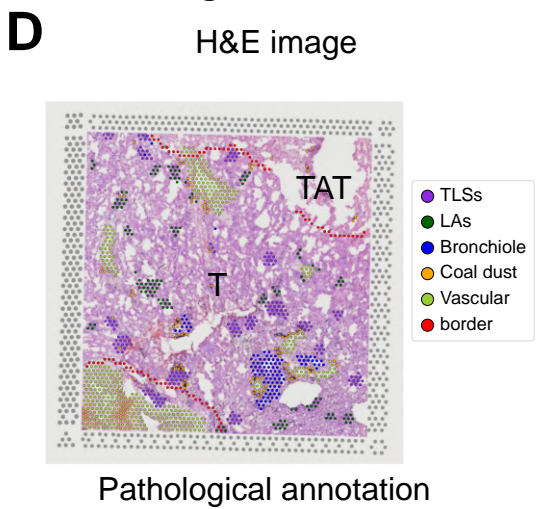 D
H&E image
TAT
T
TLSs
LAs
Bronchiole
Coal dust
Vascular
border
Pathological annotation